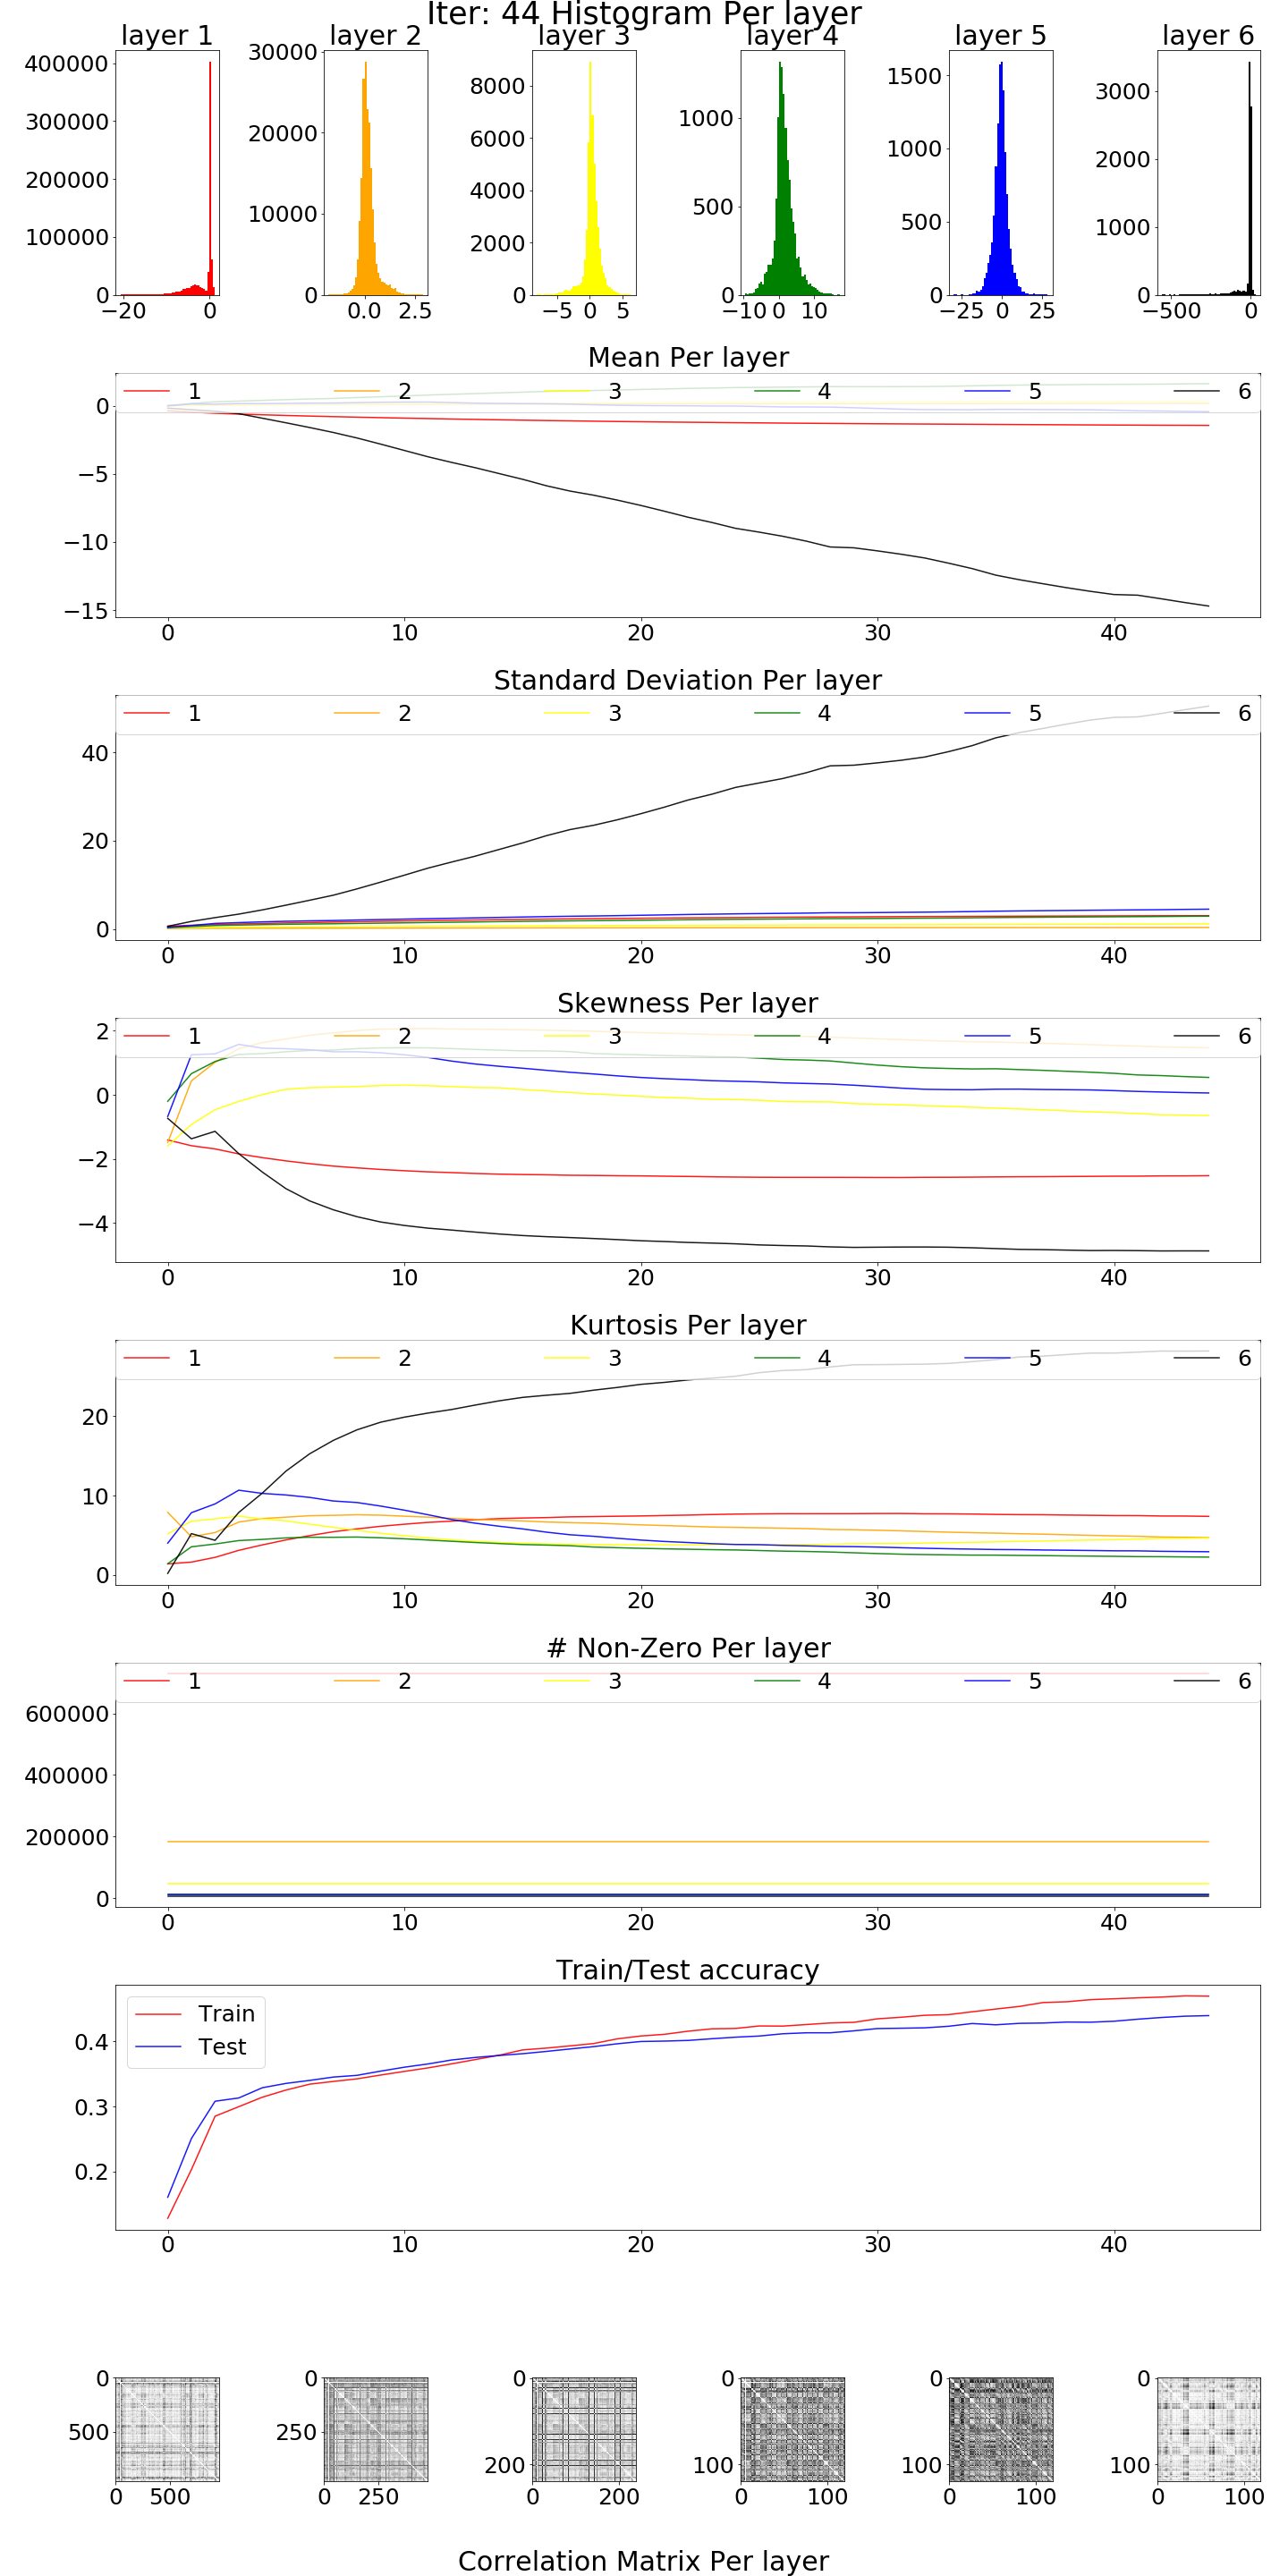 Iter: 44 Histogram Per layer
layer 1 layer 2 layer 3 layer 4 layer 5 layer 6
400000
300000
200000
100000
0
−20 0
30000
20000
10000
0
0.0 2.5
8000
6000
4000
2000
0
−5 0 5
1000
500
0
−10 0 10
1500
1000
500
0
−25 0 25
3000
2000
1000
0
−500 0
Mean Per layer
1 2 3 4 5 6
0
−5
−10
−15
0 10 20 30 40
Standard Deviation Per layer
1 2 3 4 5 6
40
20
0
0 10 20 30 40
Skewness Per layer
1 2 3 4 5 6
2
0
−2
−4
0 10 20 30 40
Kurtosis Per layer
1 2 3 4 5 6
20
10
0
0 10 20 30 40
# Non-Zero Per layer
1 2 3 4 5 6
600000
400000
200000
0
0 10 20 30 40
Train/Test accuracy
Train
Test
0.4
0.3
0.2
0 10 20 30 40
0
500
0 500
0
250
0 250
0
200
0 200
0
100
0 100
0
100
0 100
0
100
0 100
Correlation Matrix Per layer